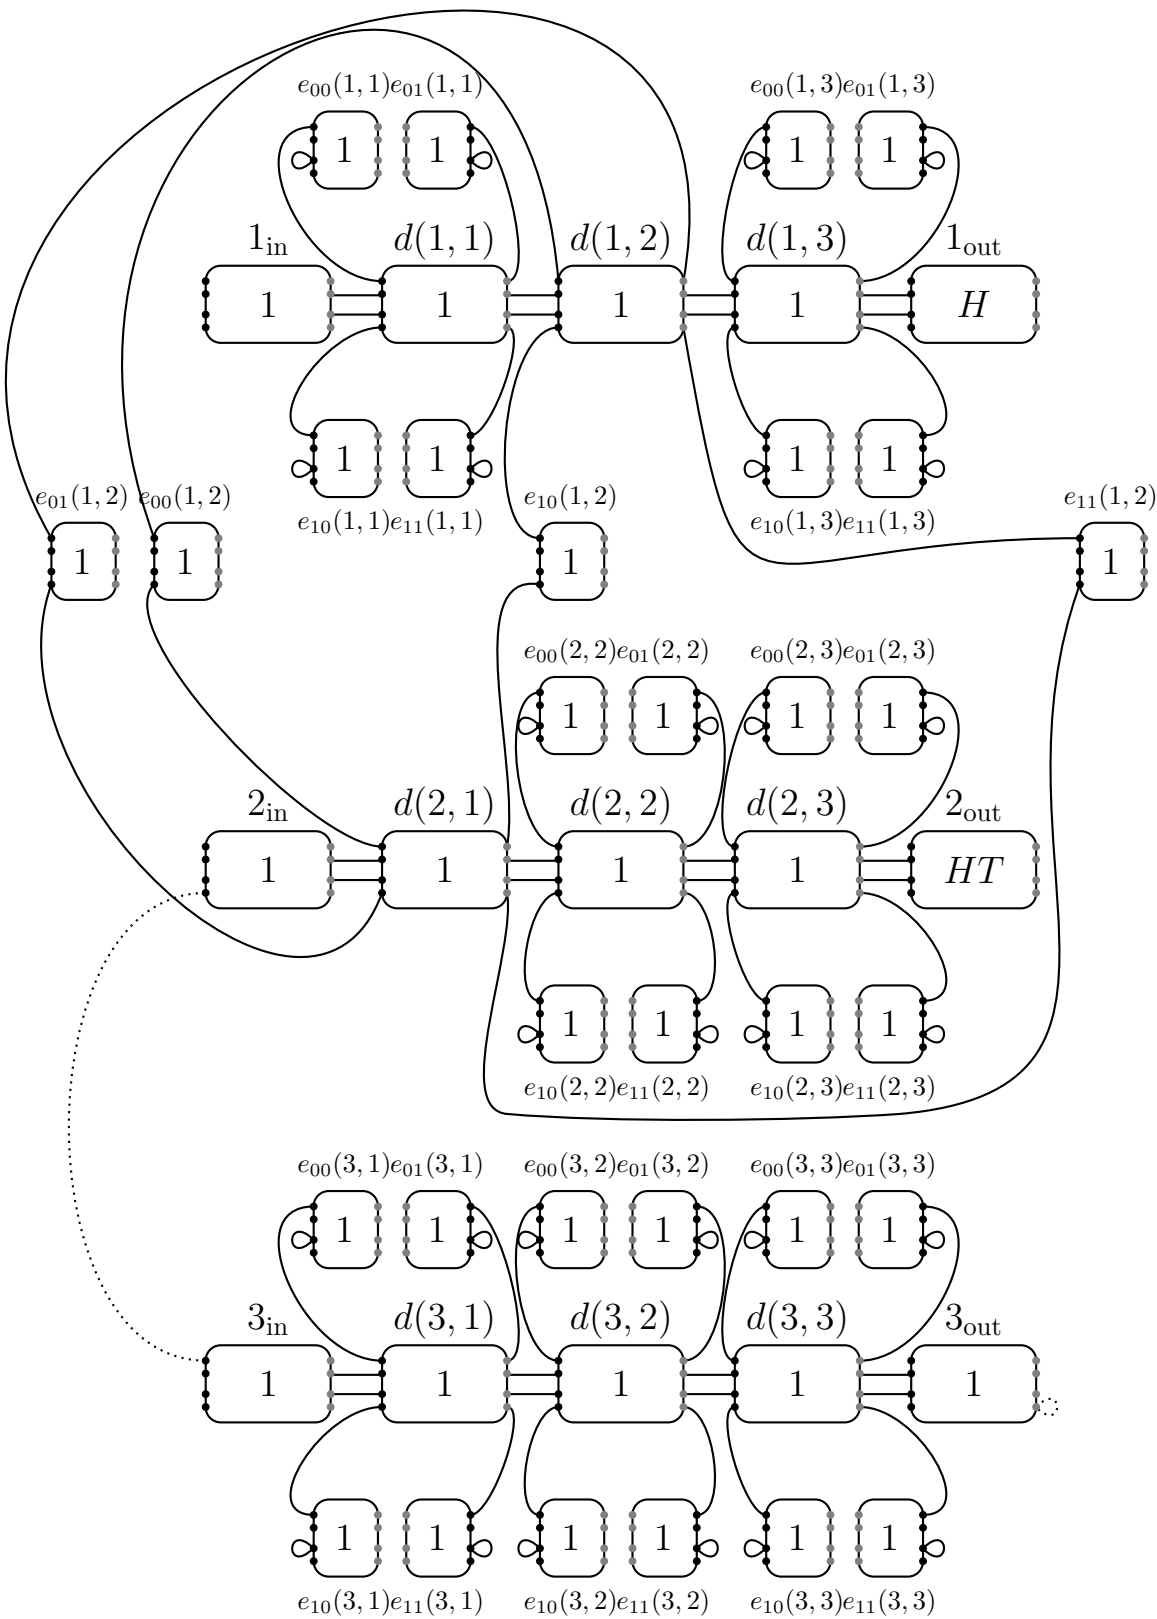 e₀₀(1, 1)e₀₁(1, 1) e₀₀(1, 3)e₀₁(1, 3)
1 1 1 1
1ᵢₙ d(1, 1) d(1, 2) d(1, 3) 1ₒᵤₜ
1 1 1 1 H
1 1 1 1
e₀₁(1, 2) e₀₀(1, 2) e₁₀(1, 2) e₁₁(1, 2)
e₁₀(1, 1)e₁₁(1, 1) e₁₀(1, 3)e₁₁(1, 3)
1 1 1 1
e₀₀(2, 2)e₀₁(2, 2) e₀₀(2, 3)e₀₁(2, 3)
1 1 1 1
2ᵢₙ d(2, 1) d(2, 2) d(2, 3) 2ₒᵤₜ
1 1 1 1 HT
1 1 1 1
e₁₀(2, 2)e₁₁(2, 2) e₁₀(2, 3)e₁₁(2, 3)
e₀₀(3, 1)e₀₁(3, 1) e₀₀(3, 2)e₀₁(3, 2) e₀₀(3, 3)e₀₁(3, 3)
1 1 1 1 1 1
3ᵢₙ d(3, 1) d(3, 2) d(3, 3) 3ₒᵤₜ
1 1 1 1 1
1 1 1 1 1 1
e₁₀(3, 1)e₁₁(3, 1) e₁₀(3, 2)e₁₁(3, 2) e₁₀(3, 3)e₁₁(3, 3)